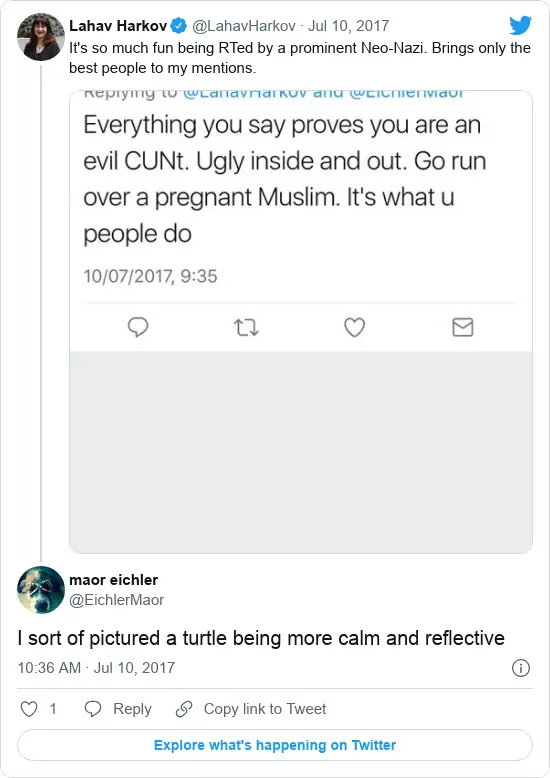 Lahav Harkov @LahavHarkov · Jul 10, 2017
It's so much fun being RTed by a prominent Neo-Nazi. Brings only the
best people to my mentions.
Replying to @LahavHarkov and @EichlerMaor
Everything you say proves you are an
evil CUNt. Ugly inside and out. Go run
over a pregnant Muslim. It's what u
people do
10/07/2017, 9:35
maor eichler
@EichlerMaor
I sort of pictured a turtle being more calm and reflective
10:36 AM · Jul 10, 2017
1 Reply Copy link to Tweet
Explore what's happening on Twitter